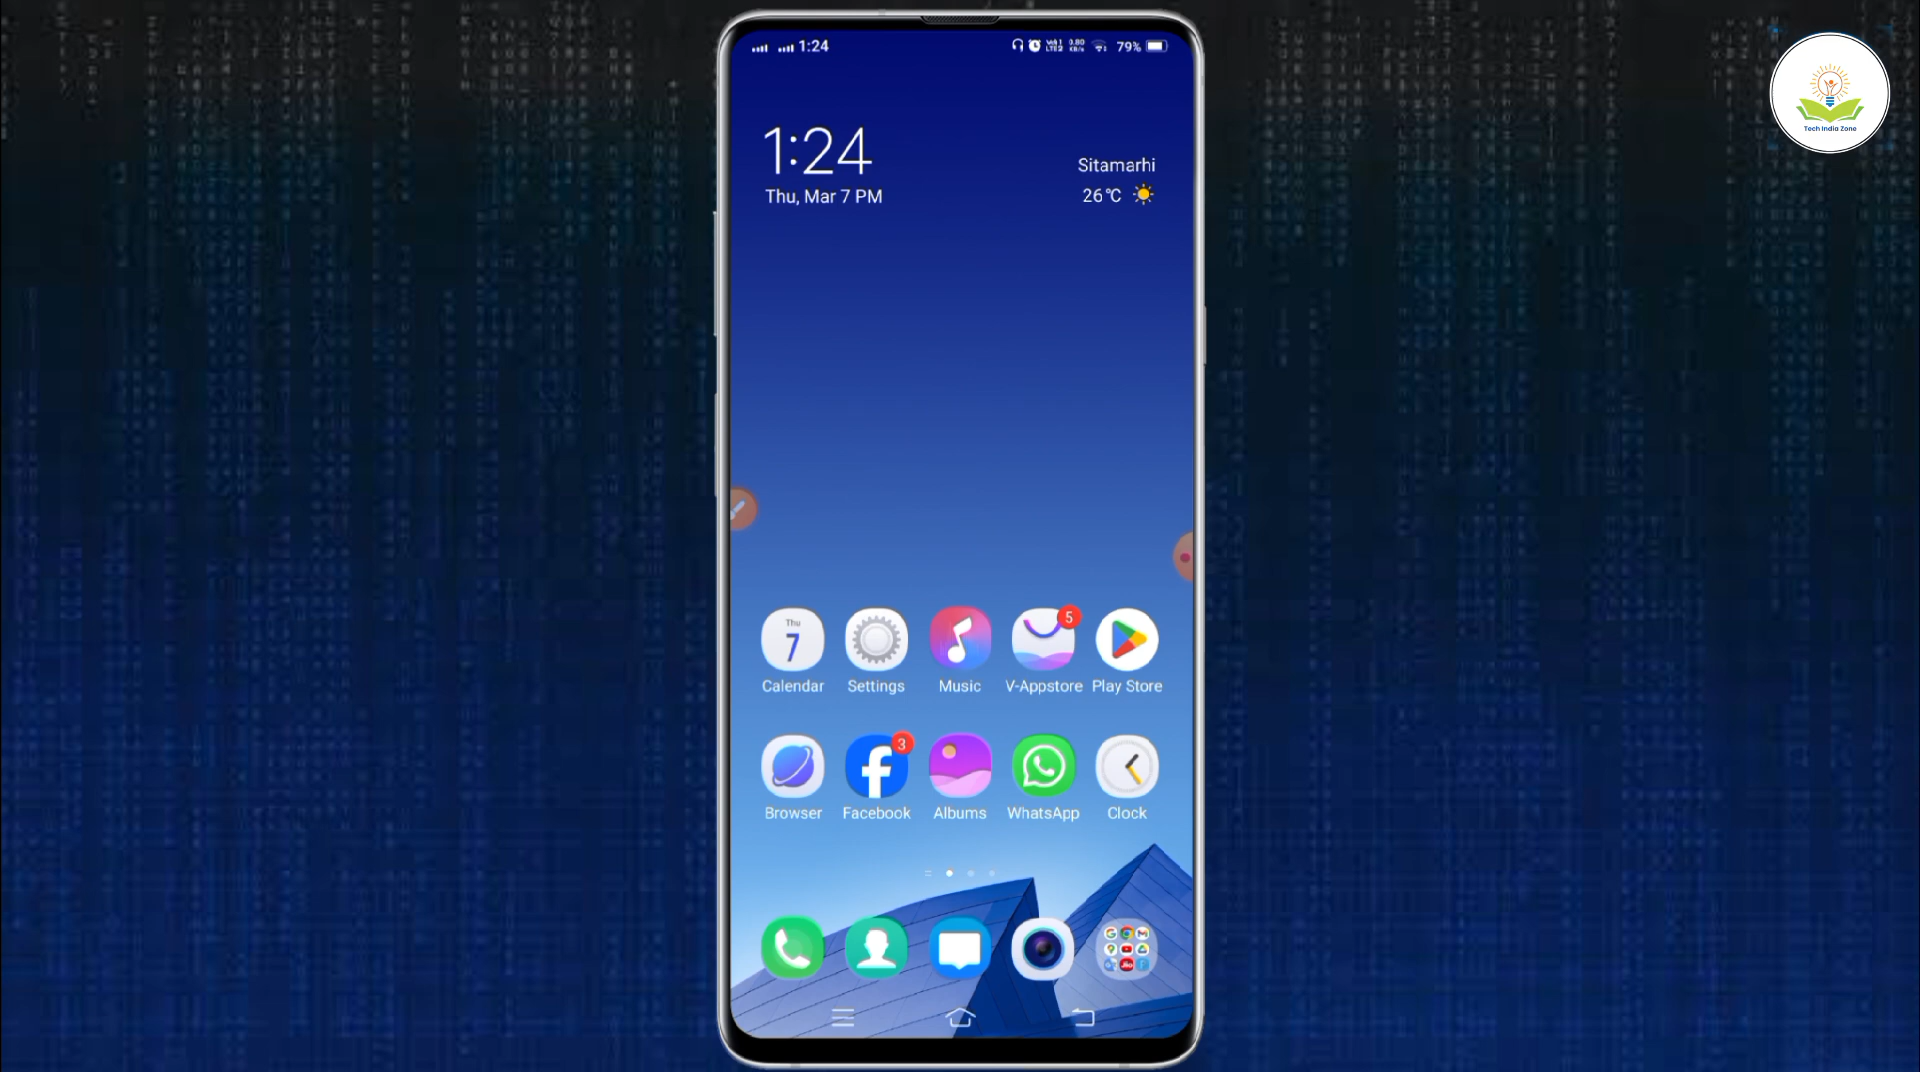 1:24
79%
1:24
Thu, Mar 7 PM
Sitamarhi
26°C
Tech India Zone
5
Thu
7
Calendar
Settings
Music
V-Appstore
Play Store
3
Browser
Facebook
Albums
WhatsApp
Clock